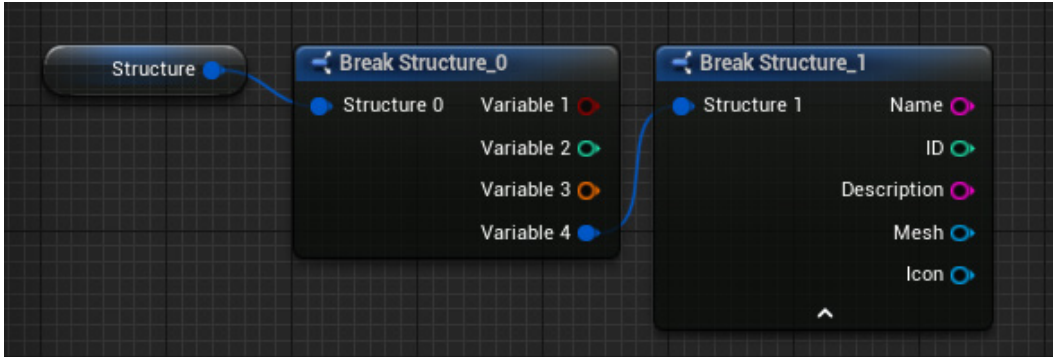 Structure
Break Structure_0
Structure 0
Variable 1
Variable 2
Variable 3
Variable 4
Break Structure_1
Structure 1
Name
ID
Description
Mesh
Icon